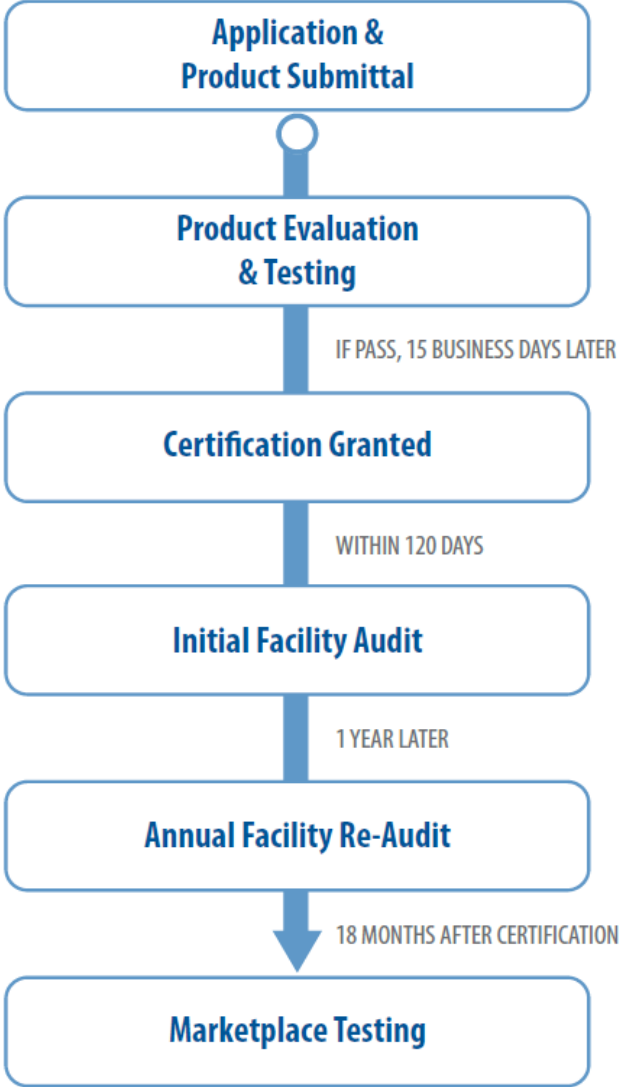 Application &
Product Submittal
Product Evaluation
& Testing
IF PASS, 15 BUSINESS DAYS LATER
Certification Granted
WITHIN 120 DAYS
Initial Facility Audit
1 YEAR LATER
Annual Facility Re-Audit
18 MONTHS AFTER CERTIFICATION
Marketplace Testing